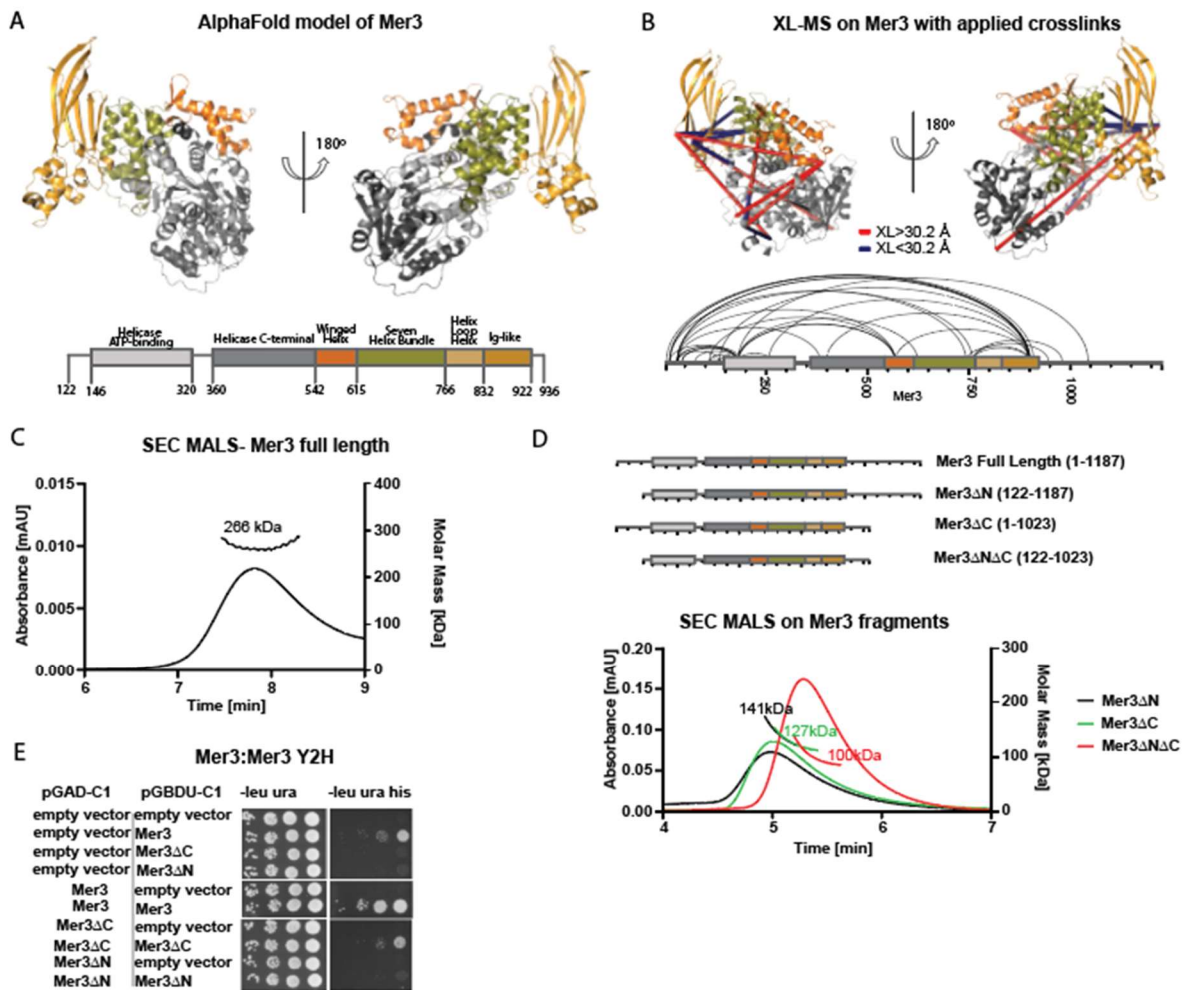 A
AlphaFold model of Mer3
180º
Helicase
ATP-binding
Helicase C-terminal
Winged
Helix
Seven
Helix Bundle
Helix
Loop
Helix
Ig-like
122 146 320 360 542 615 766 832 922 936
B
XL-MS on Mer3 with applied crosslinks
180º
XL>30.2 Å
XL<30.2 Å
250 500 750 1000
Mer3
C
SEC MALS- Mer3 full length
Absorbance [mAU]
0.015
0.010
0.005
0.000
266 kDa
400
300
200
100
0
Molar Mass [kDa]
6 7 8 9
Time [min]
D
Mer3 Full Length (1-1187)
Mer3ΔN (122-1187)
Mer3ΔC (1-1023)
Mer3ΔNΔC (122-1023)
SEC MALS on Mer3 fragments
Absorbance [mAU]
0.20
0.15
0.10
0.05
0.00
141kDa
127kDa
100kDa
300
200
100
0
Molar Mass [kDa]
4 5 6 7
Time [min]
Mer3ΔN
Mer3ΔC
Mer3ΔNΔC
E
Mer3:Mer3 Y2H
pGAD-C1 pGBDU-C1 -leu ura -leu ura his
empty vector empty vector
empty vector Mer3
empty vector Mer3ΔC
empty vector Mer3ΔN
Mer3 empty vector
Mer3 Mer3
Mer3ΔC empty vector
Mer3ΔC Mer3ΔC
Mer3ΔN empty vector
Mer3ΔN Mer3ΔN